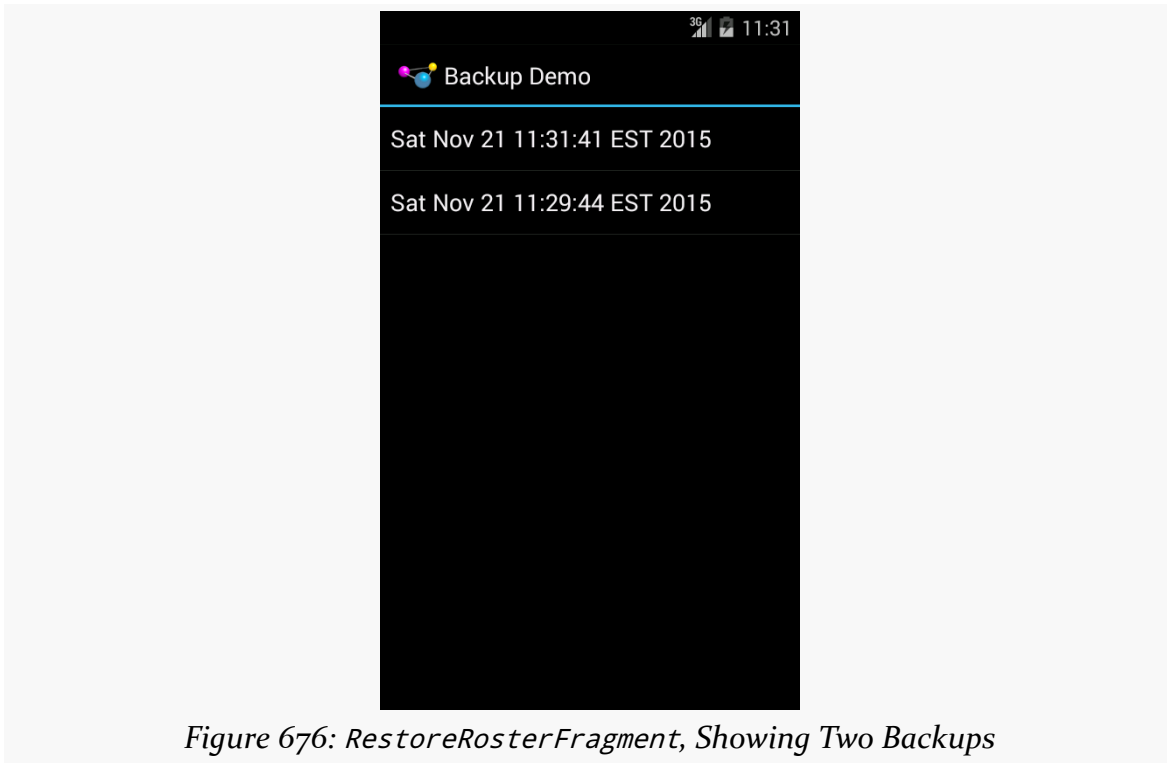 3G 11:31
Backup Demo
Sat Nov 21 11:31:41 EST 2015
Sat Nov 21 11:29:44 EST 2015
Figure 676: RestoreRosterFragment, Showing Two Backups